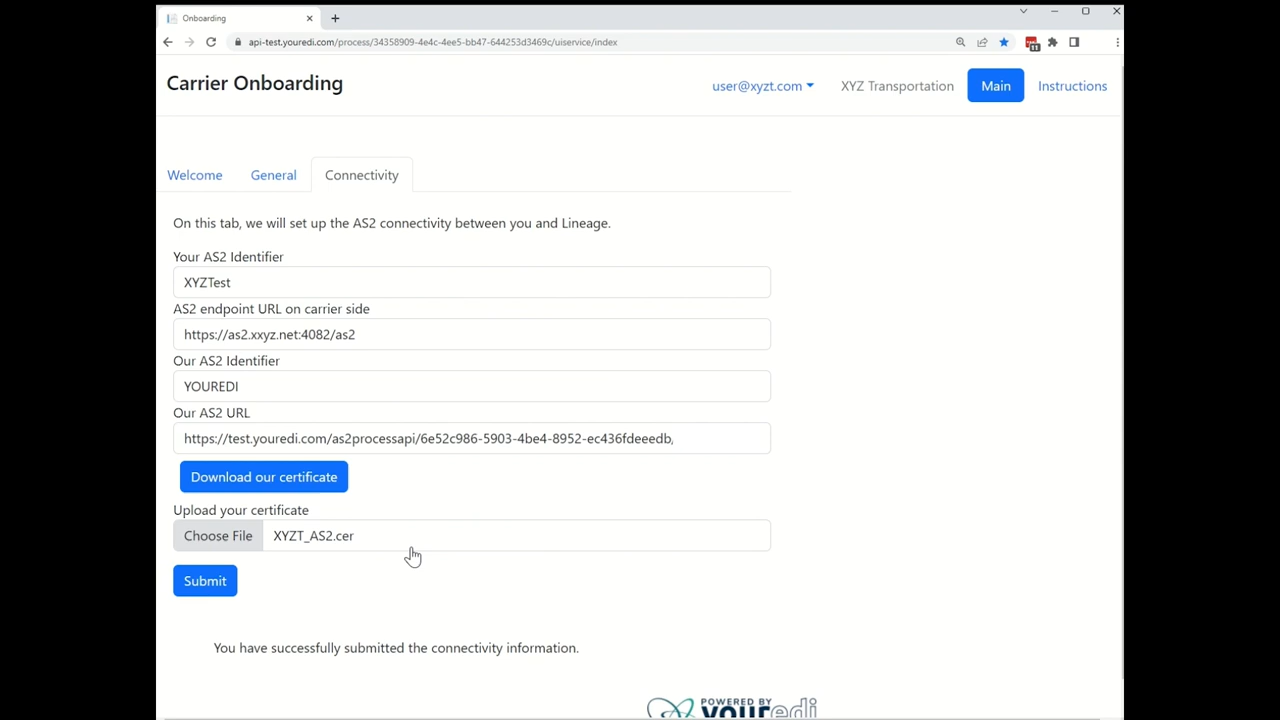 Onboarding
api-test.youredi.com/process/34358909-4e4c-4ee5-bb47-644253d3469c/uiservice/index
11
Carrier Onboarding
user@xyzt.com
XYZ Transportation
Main
Instructions
Welcome
General
Connectivity
On this tab, we will set up the AS2 connectivity between you and Lineage.
Your AS2 Identifier
XYZTest
AS2 endpoint URL on carrier side
https://as2.xxyz.net:4082/as2
Our AS2 Identifier
YOUREDI
Our AS2 URL
https://test.youredi.com/as2processapi/6e52c986-5903-4be4-8952-ec436fdeeedb,
Download our certificate
Upload your certificate
Choose File
XYZT_AS2.cer
Submit
You have successfully submitted the connectivity information.
POWERED BY
youredi